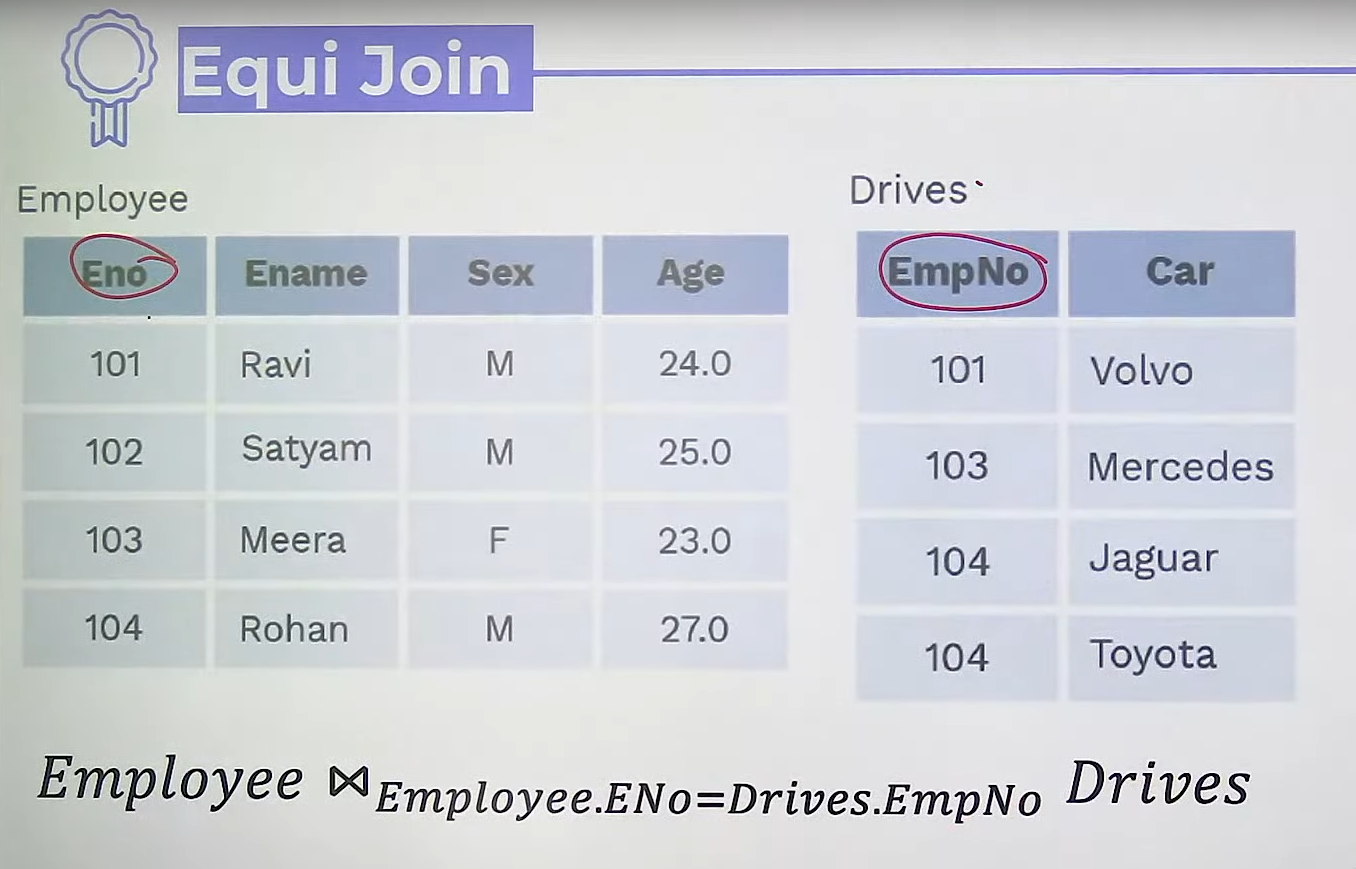 Equi Join
Employee
Eno Ename Sex Age
101 Ravi M 24.0
102 Satyam M 25.0
103 Meera F 23.0
104 Rohan M 27.0
Drives
EmpNo Car
101 Volvo
103 Mercedes
104 Jaguar
104 Toyota
Employee ⋈ Employee.ENo=Drives.EmpNo Drives